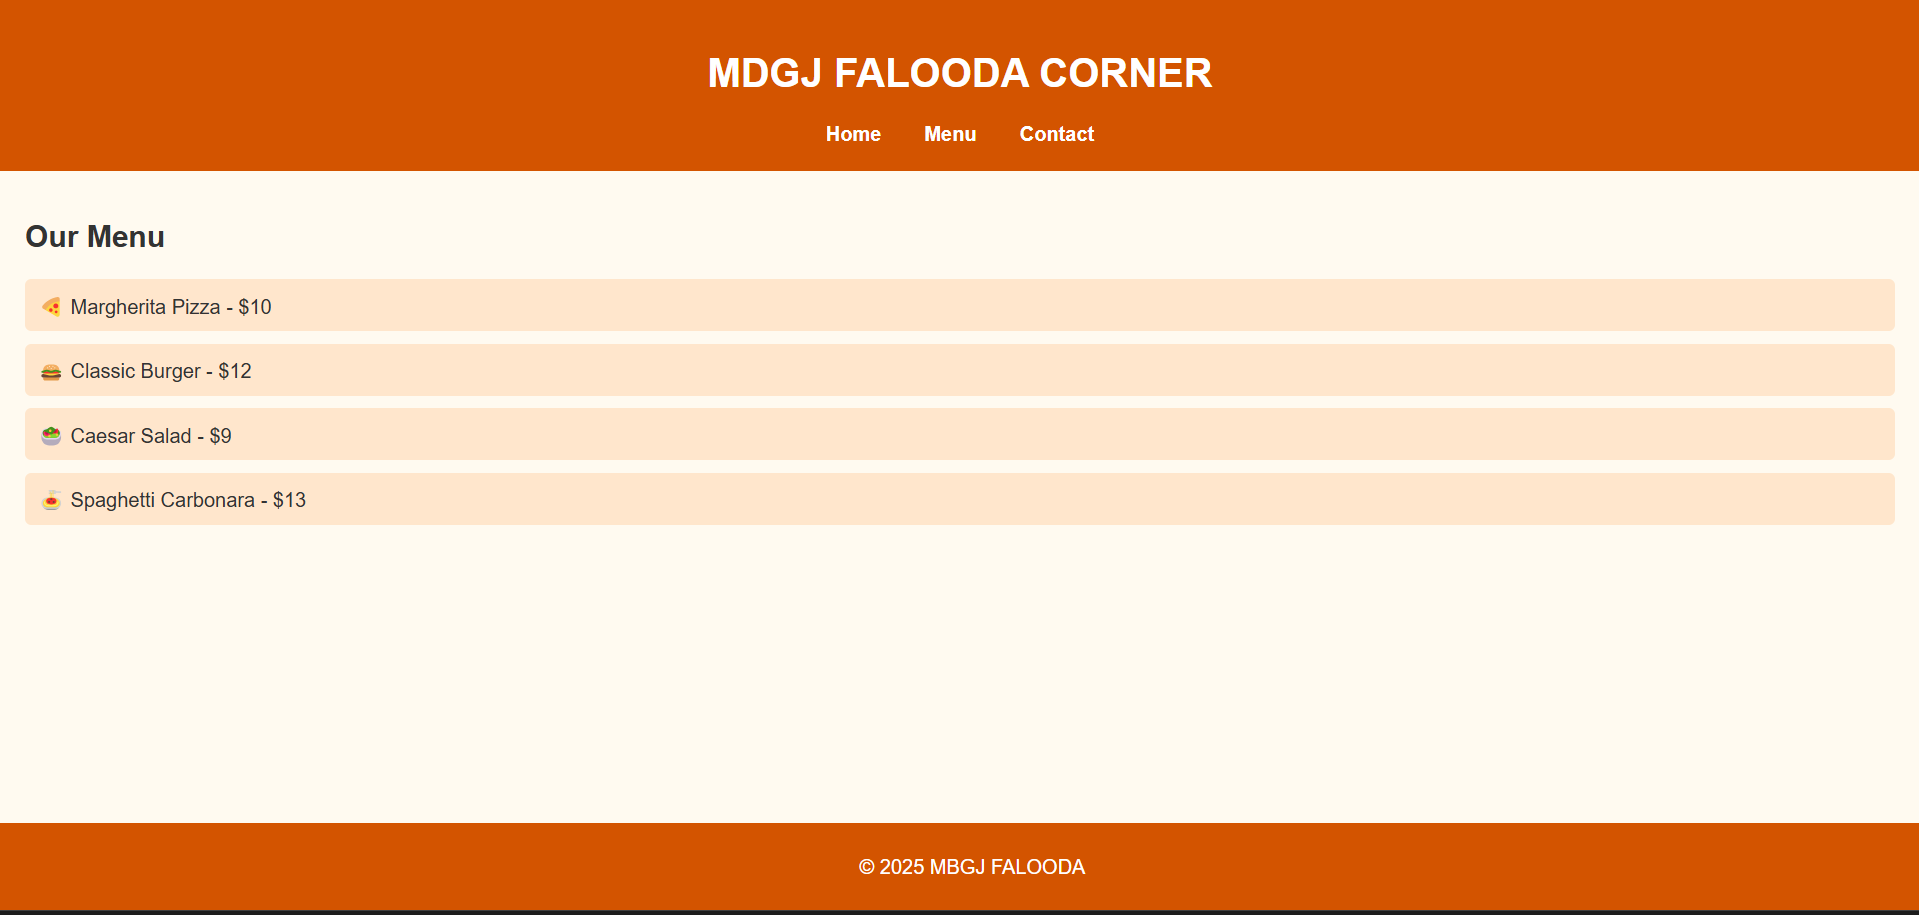 MDGJ FALOODA CORNER
Home Menu Contact
Our Menu
🍕 Margherita Pizza - $10
🍔 Classic Burger - $12
🥗 Caesar Salad - $9
🍝 Spaghetti Carbonara - $13
© 2025 MBGJ FALOODA